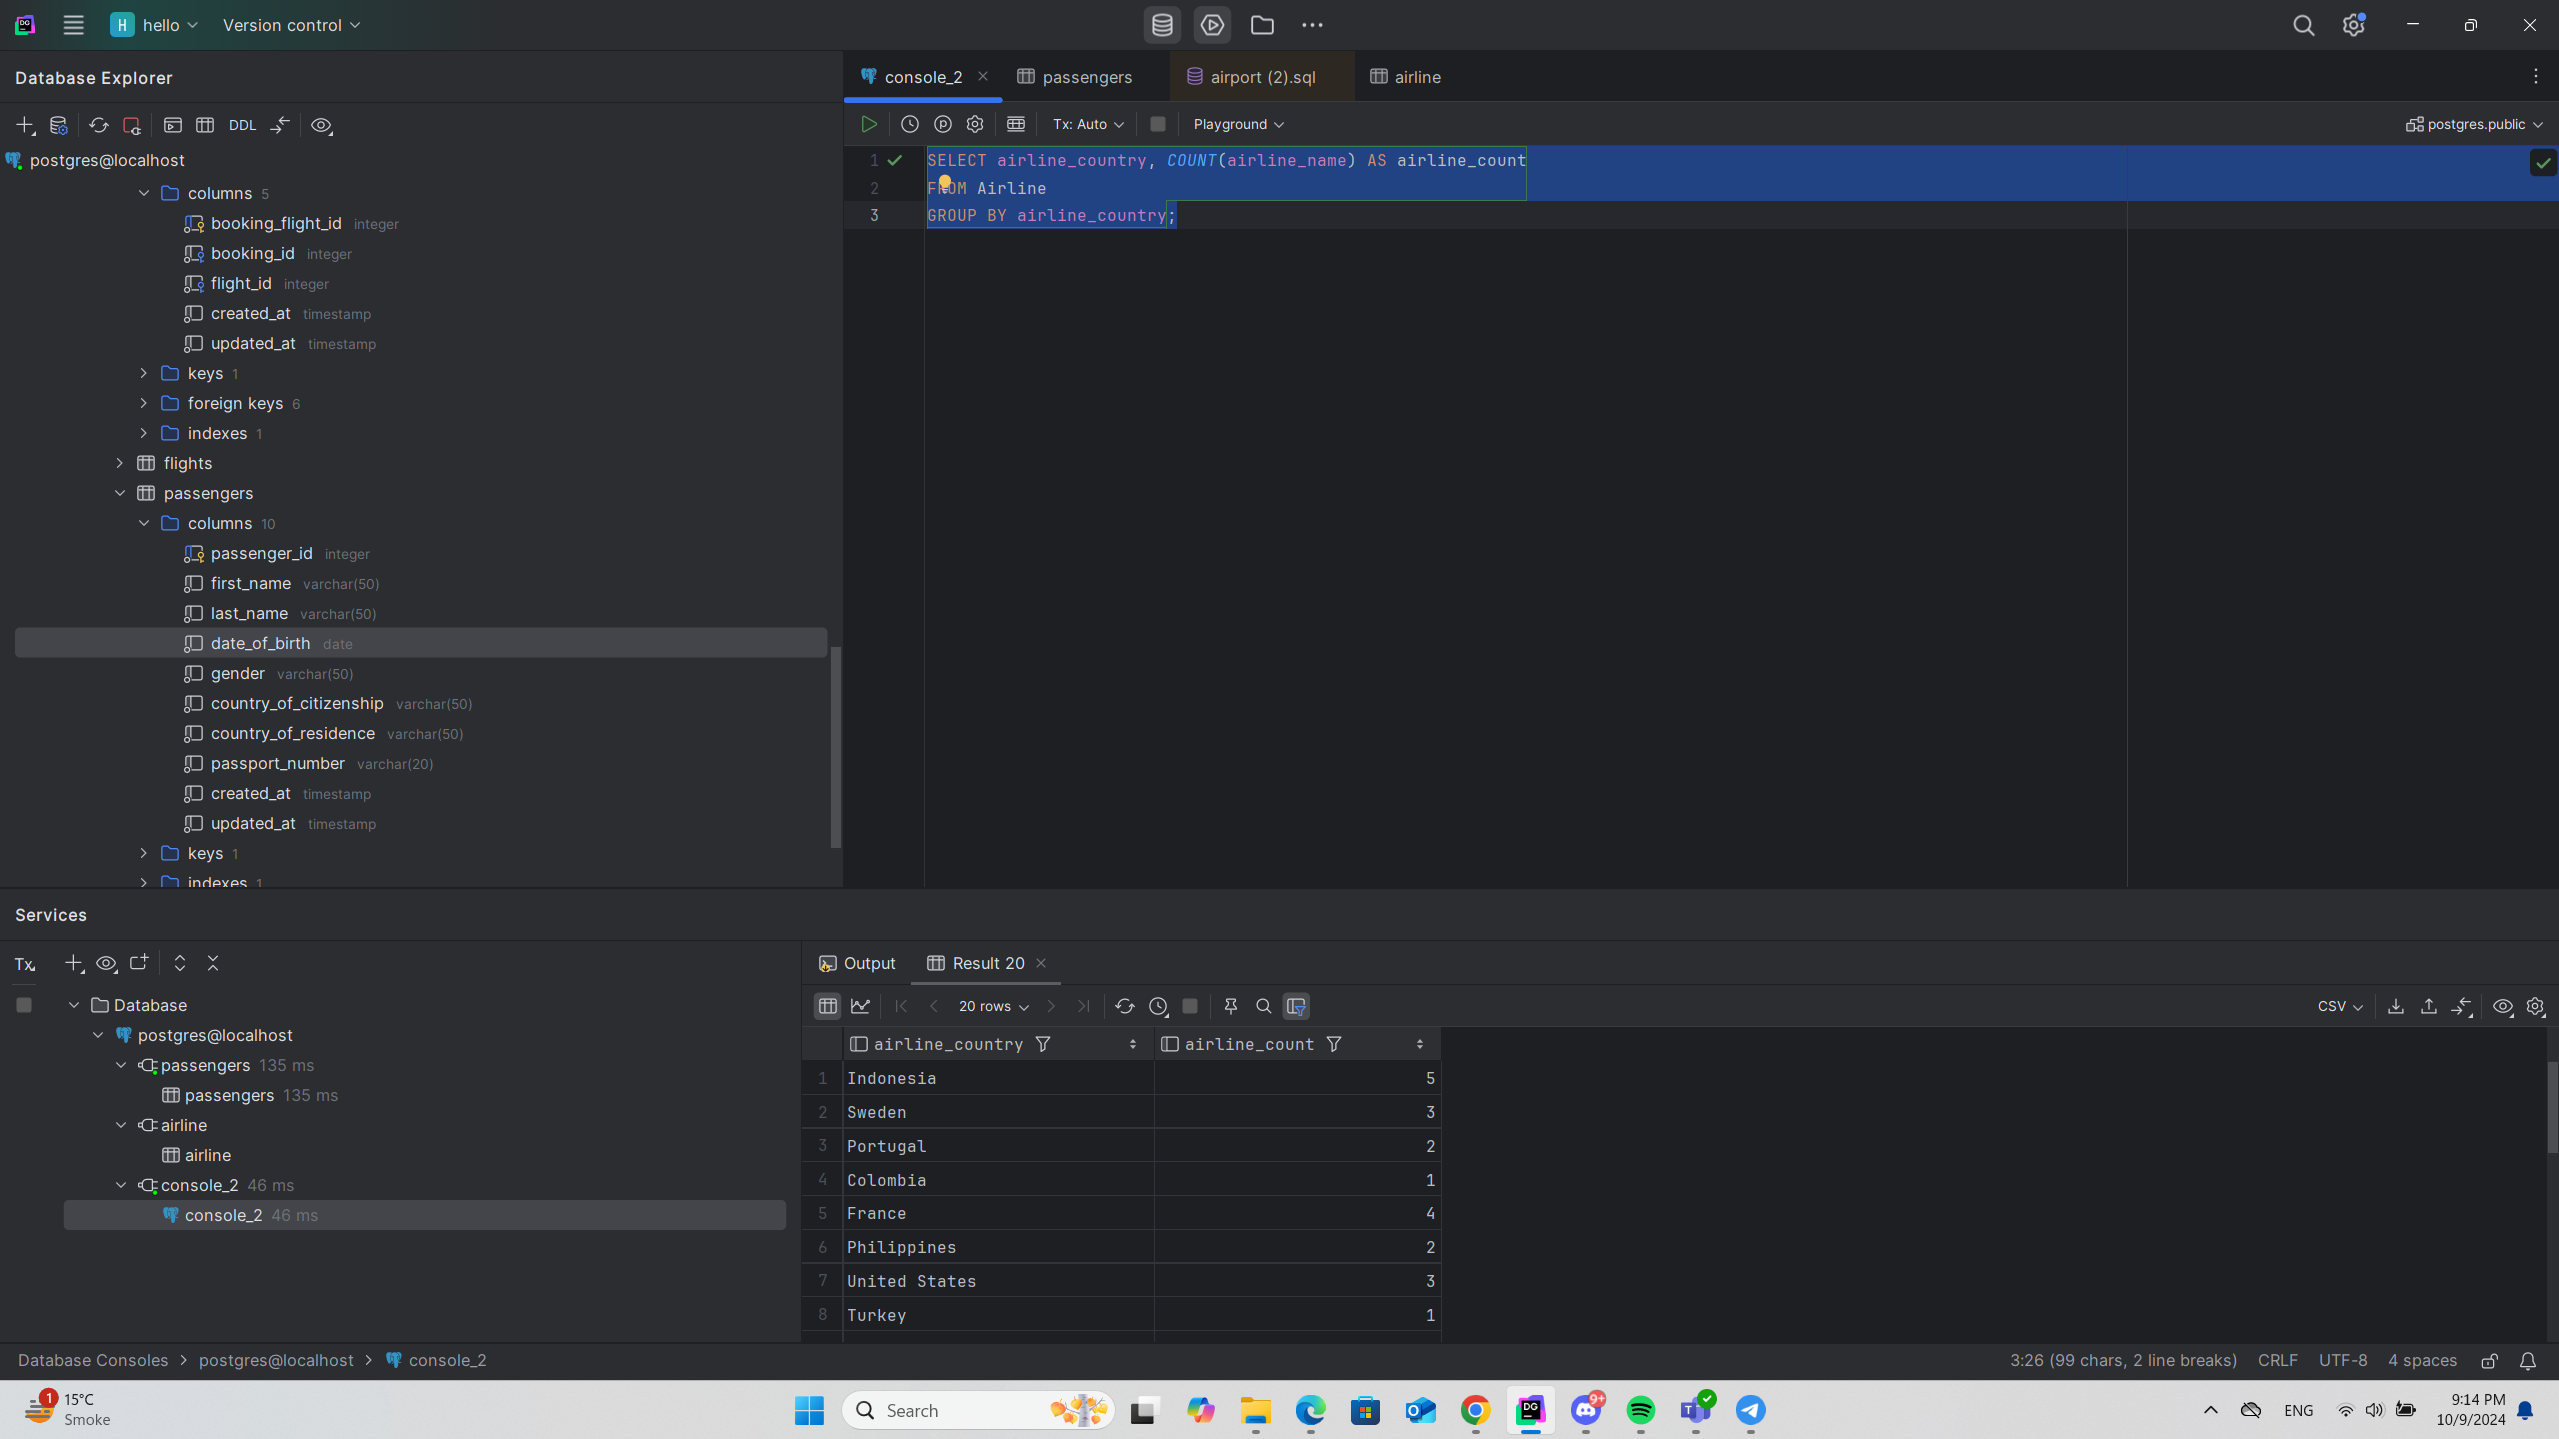 H hello Version control
Database Explorer
console_2
passengers
airport (2).sql
airline
DDL
Tx: Auto
Playground
postgres.public
postgres@localhost
columns 5
booking_flight_id integer
booking_id integer
flight_id integer
created_at timestamp
updated_at timestamp
keys 1
foreign keys 6
indexes 1
flights
passengers
columns 10
passenger_id integer
first_name varchar(50)
last_name varchar(50)
date_of_birth date
gender varchar(50)
country_of_citizenship varchar(50)
country_of_residence varchar(50)
passport_number varchar(20)
created_at timestamp
updated_at timestamp
keys 1
indexes 1
1 SELECT airline_country, COUNT(airline_name) AS airline_count
2 FROM Airline
3 GROUP BY airline_country;
Services
Tx
Database
postgres@localhost
passengers 135 ms
passengers 135 ms
airline
airline
console_2 46 ms
console_2 46 ms
Output
Result 20
20 rows
CSV
airline_country airline_count
1 Indonesia 5
2 Sweden 3
3 Portugal 2
4 Colombia 1
5 France 4
6 Philippines 2
7 United States 3
8 Turkey 1
Database Consoles > postgres@localhost > console_2
3:26 (99 chars, 2 line breaks) CRLF UTF-8 4 spaces
1
15°C
Smoke
Search
DG
9+
ENG
9:14 PM
10/9/2024